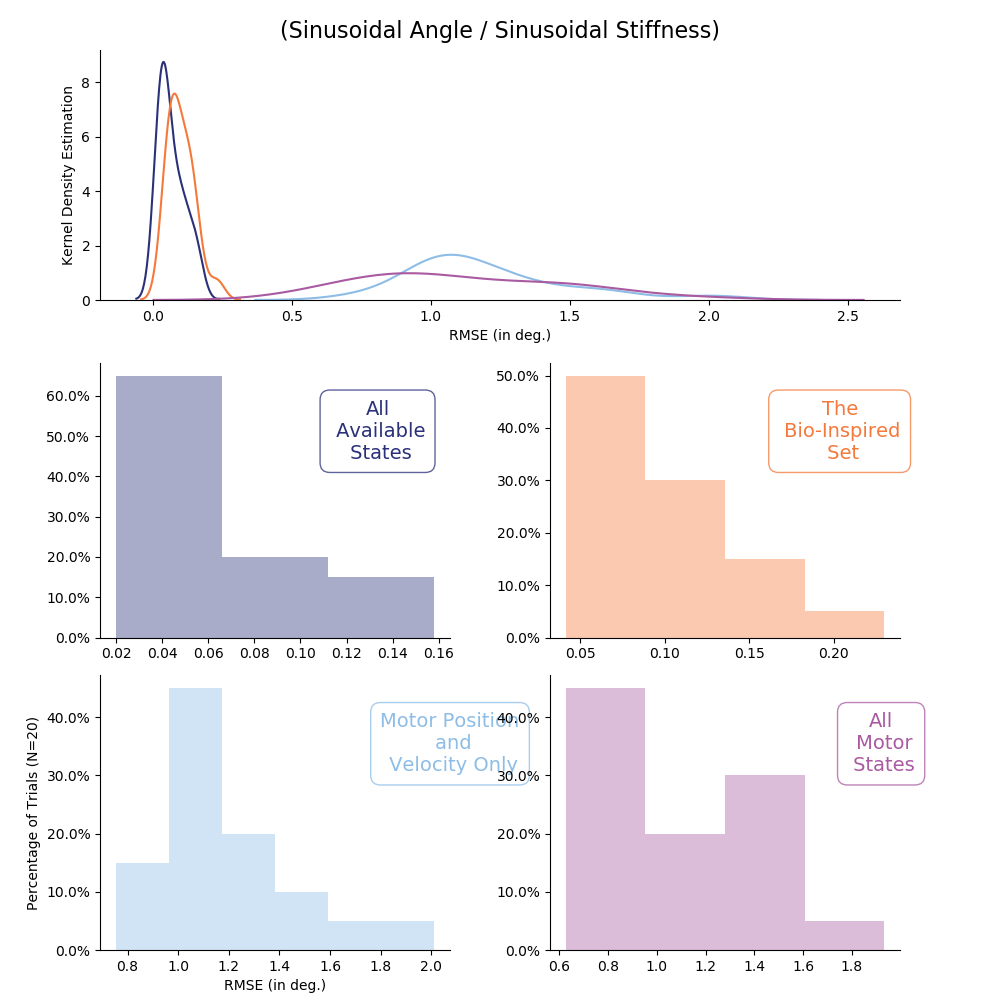 (Sinusoidal Angle / Sinusoidal Stiffness)
Kernel Density Estimation
8
6
4
2
0
0.0 0.5 1.0 1.5 2.0 2.5
RMSE (in deg.)
60.0%
50.0%
40.0%
30.0%
20.0%
10.0%
0.0%
0.02 0.04 0.06 0.08 0.10 0.12 0.14 0.16
All
Available
States
50.0%
40.0%
30.0%
20.0%
10.0%
0.0%
0.05 0.10 0.15 0.20
The
Bio-Inspired
Set
Percentage of Trials (N=20)
40.0%
30.0%
20.0%
10.0%
0.0%
0.8 1.0 1.2 1.4 1.6 1.8 2.0
RMSE (in deg.)
Motor Position
and
Velocity Only
40.0%
30.0%
20.0%
10.0%
0.0%
0.6 0.8 1.0 1.2 1.4 1.6 1.8
All
Motor
States